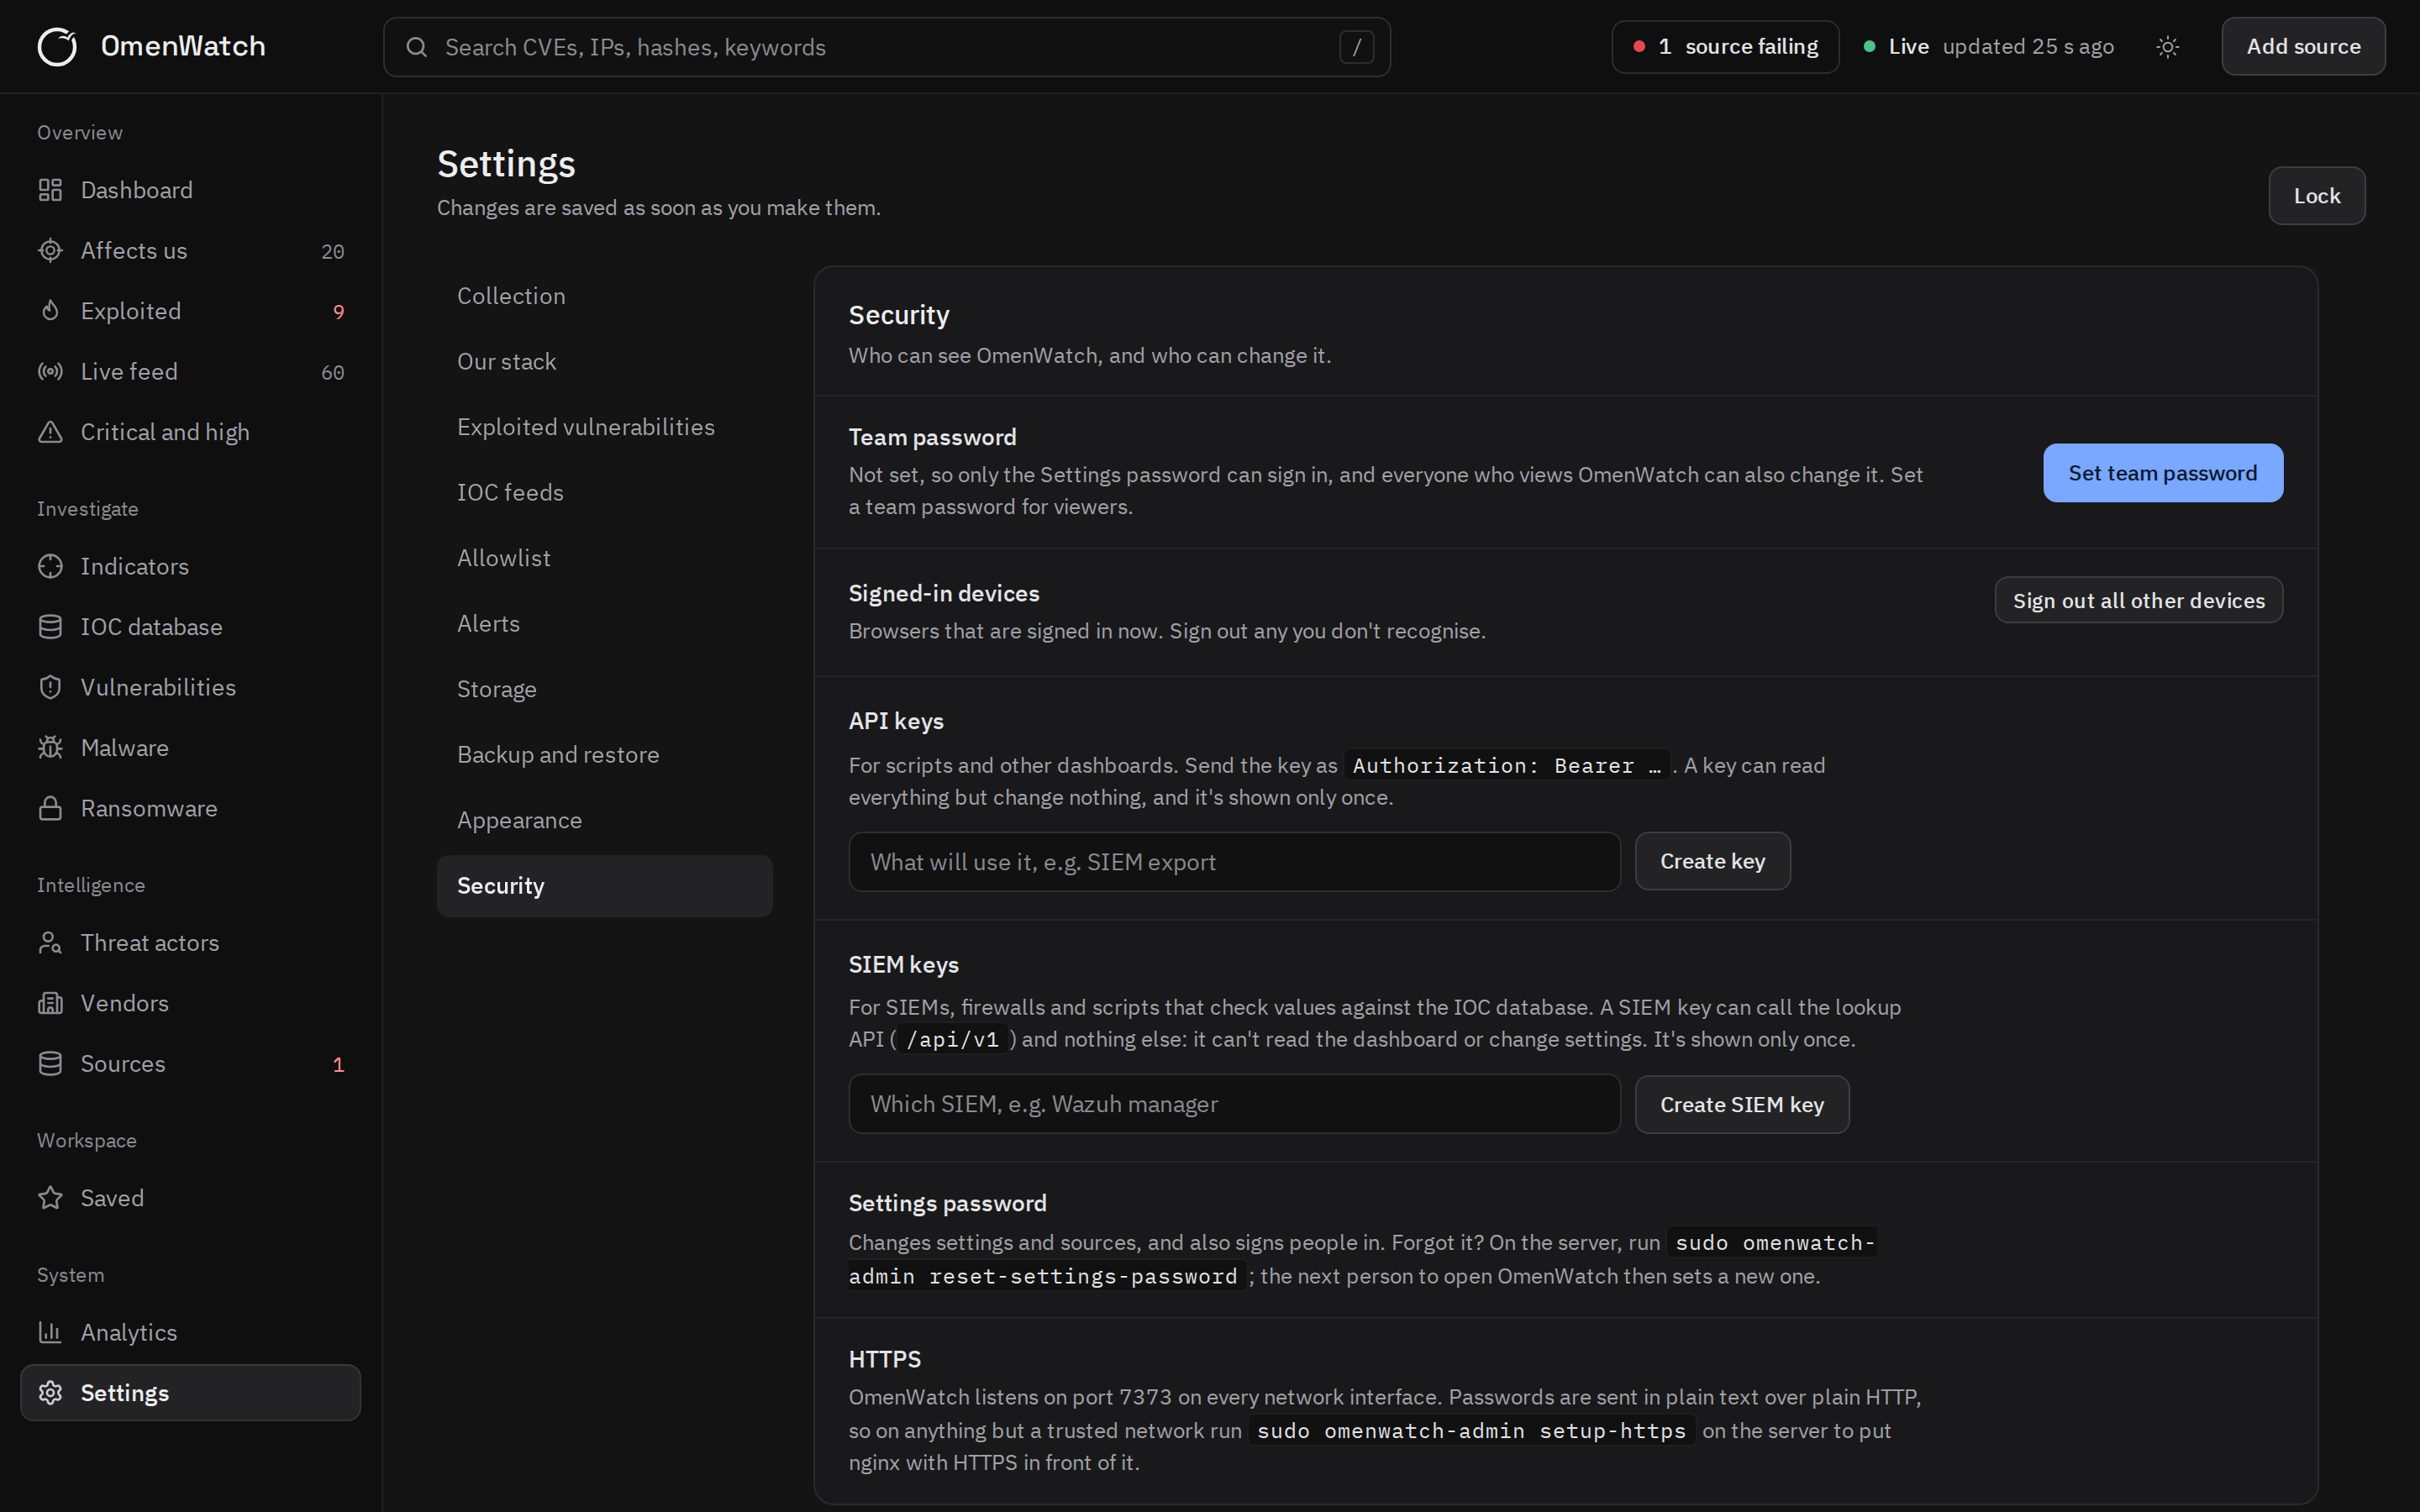 OmenWatch
Search CVEs, IPs, hashes, keywords
/
1 source failing
Live updated 25 s ago
Add source
Overview
Dashboard
Affects us 20
Exploited 9
Live feed 60
Critical and high
Investigate
Indicators
IOC database
Vulnerabilities
Malware
Ransomware
Intelligence
Threat actors
Vendors
Sources 1
Workspace
Saved
System
Analytics
Settings
Settings
Changes are saved as soon as you make them.
Lock
Collection
Our stack
Exploited vulnerabilities
IOC feeds
Allowlist
Alerts
Storage
Backup and restore
Appearance
Security
Security
Who can see OmenWatch, and who can change it.
Team password
Not set, so only the Settings password can sign in, and everyone who views OmenWatch can also change it. Set
a team password for viewers.
Set team password
Signed-in devices
Browsers that are signed in now. Sign out any you don't recognise.
Sign out all other devices
API keys
For scripts and other dashboards. Send the key as Authorization: Bearer … . A key can read
everything but change nothing, and it's shown only once.
What will use it, e.g. SIEM export
Create key
SIEM keys
For SIEMs, firewalls and scripts that check values against the IOC database. A SIEM key can call the lookup
API ( /api/v1 ) and nothing else: it can't read the dashboard or change settings. It's shown only once.
Which SIEM, e.g. Wazuh manager
Create SIEM key
Settings password
Changes settings and sources, and also signs people in. Forgot it? On the server, run sudo omenwatch-
admin reset-settings-password ; the next person to open OmenWatch then sets a new one.
HTTPS
OmenWatch listens on port 7373 on every network interface. Passwords are sent in plain text over plain HTTP,
so on anything but a trusted network run sudo omenwatch-admin setup-https on the server to put
nginx with HTTPS in front of it.